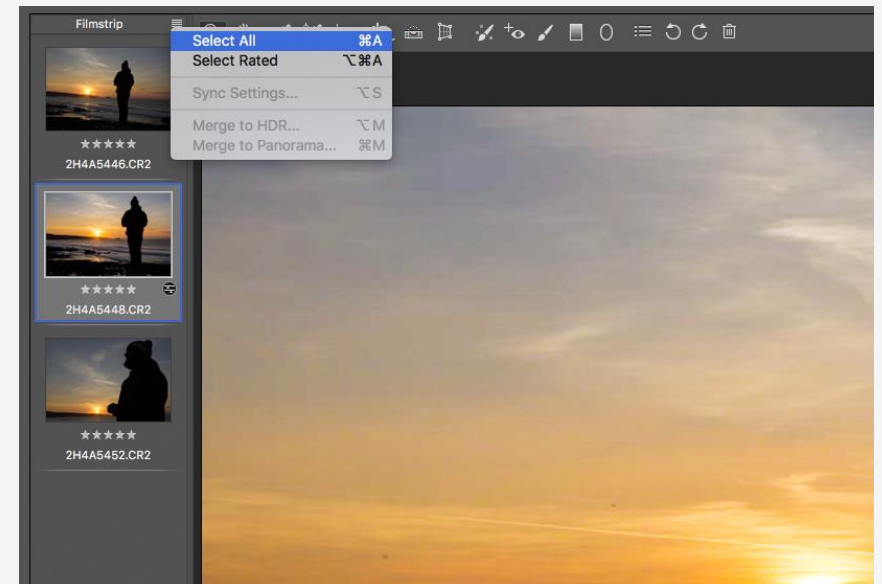 Filmstrip
Select All ⌘A
Select Rated ⌥⌘A
Sync Settings... ⌥S
Merge to HDR... ⌥M
Merge to Panorama... ⌘M
★★★★★
2H4A5446.CR2
★★★★★
2H4A5448.CR2
★★★★★
2H4A5452.CR2